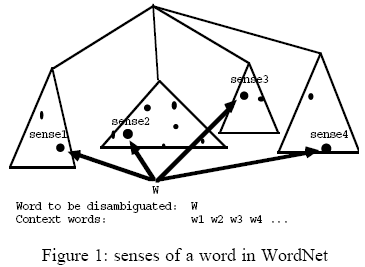 sense3
sense2
sense1
sense4
W
Word to be disambiguated: W
Context words: w1 w2 w3 w4 ...
Figure 1: senses of a word in WordNet